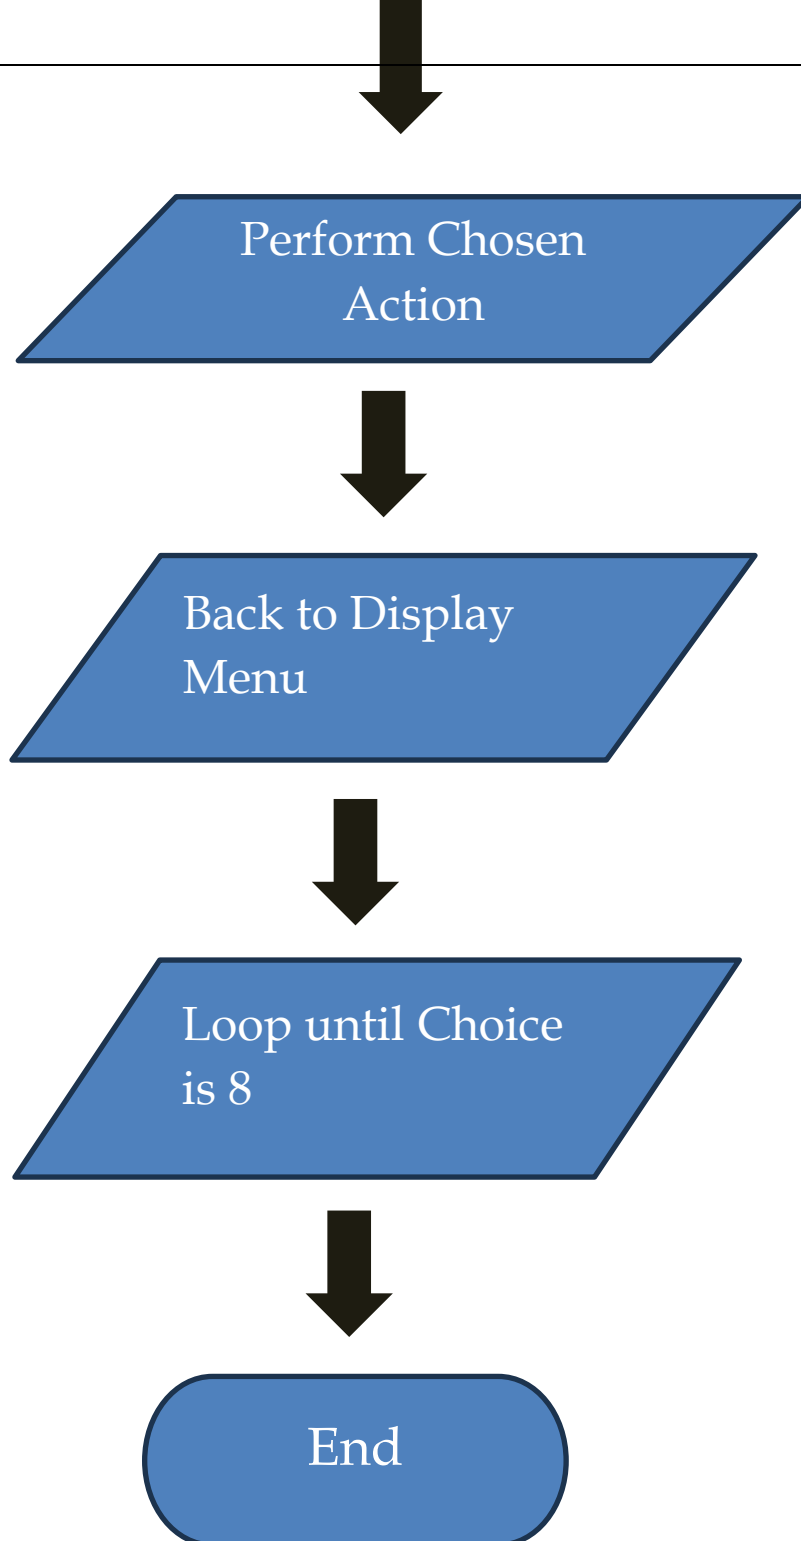 Perform Chosen
Action
Back to Display
Menu
Loop until Choice
is 8
End